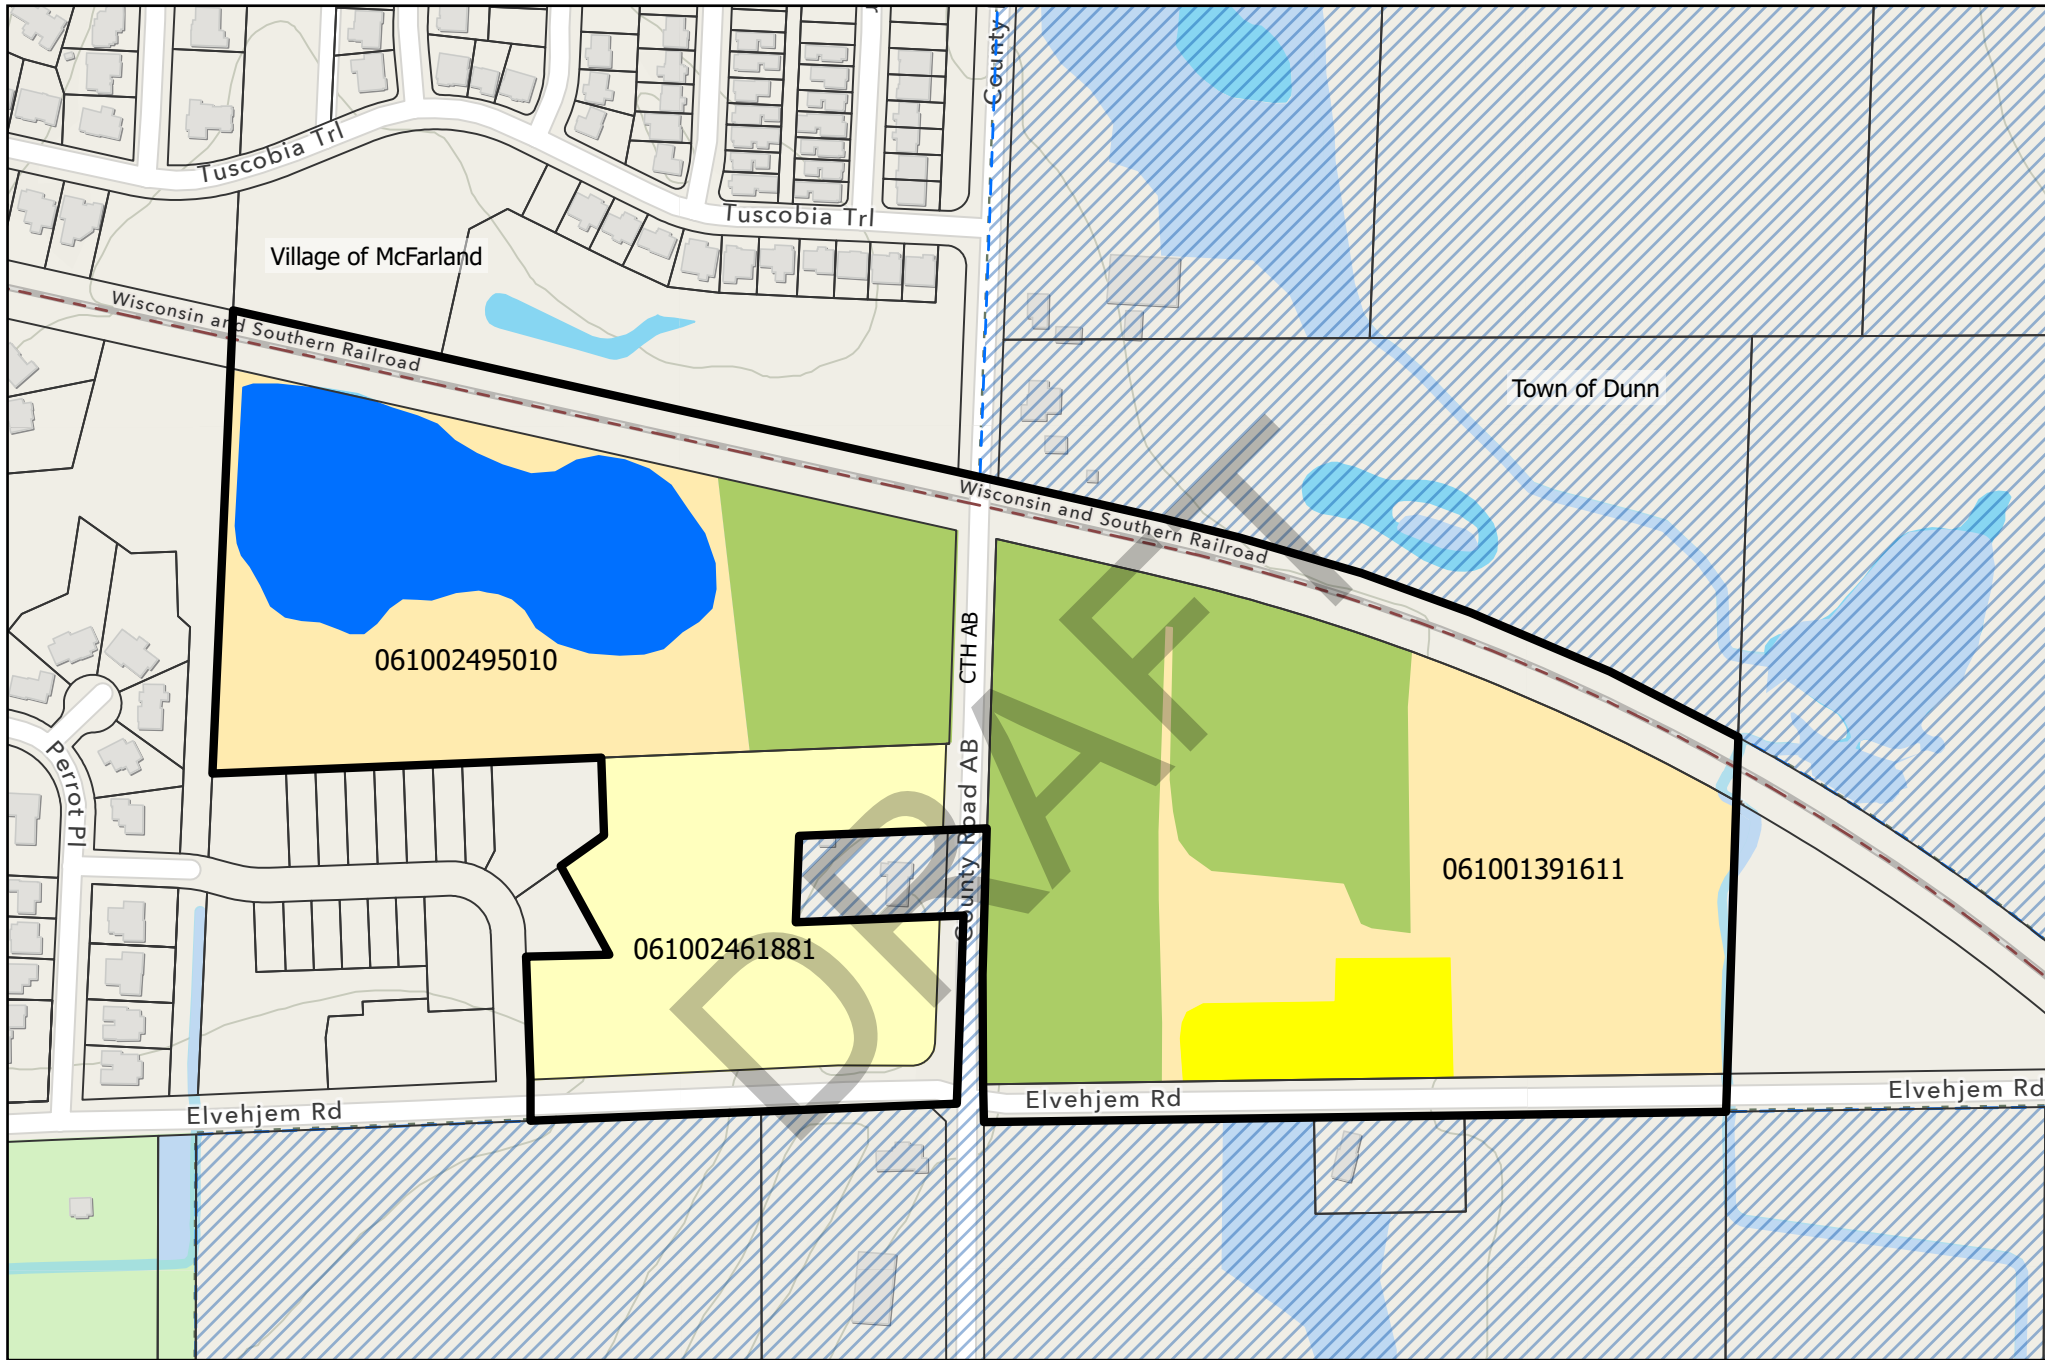 County
Tuscobia Trl
Tuscobia Trl
Village of McFarland
Wisconsin and Southern Railroad
Town of Dunn
Wisconsin and Southern Railroad
061002495010
CTH AB
County Road AB
Perrot Pl
061001391611
061002461881
DRAFT
Elvehjem Rd
Elvehjem Rd
Elvehjem Rd